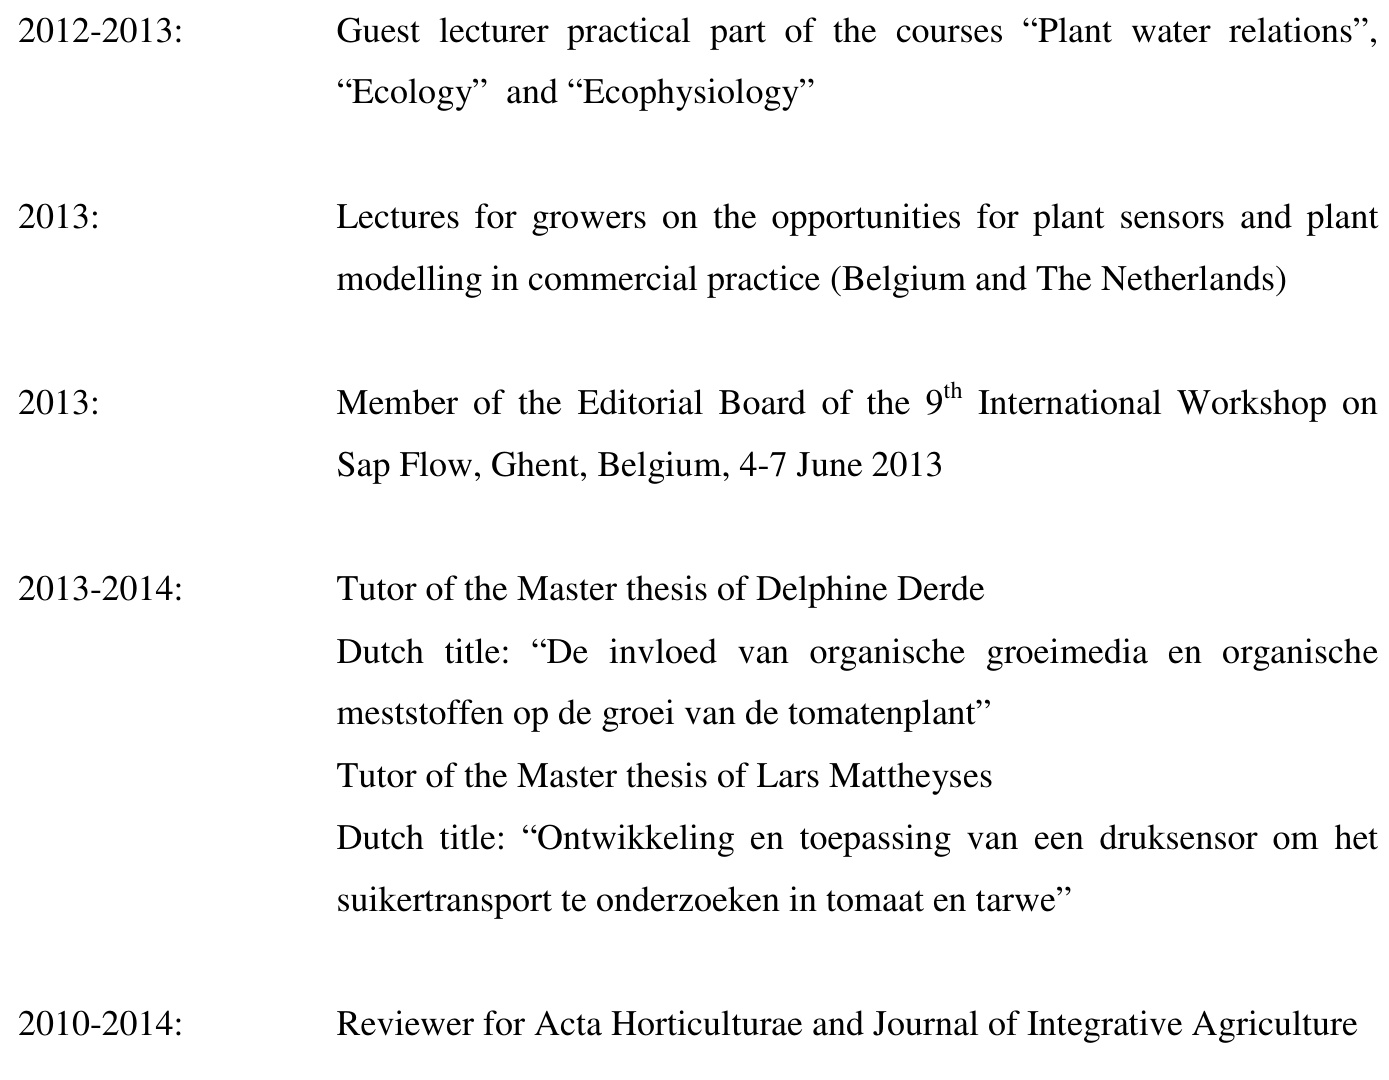 2012-2013: Guest lecturer practical part of the courses “Plant water relations”,
“Ecology” and “Ecophysiology”
2013: Lectures for growers on the opportunities for plant sensors and plant
modelling in commercial practice (Belgium and The Netherlands)
2013: Member of the Editorial Board of the 9th International Workshop on
Sap Flow, Ghent, Belgium, 4-7 June 2013
2013-2014: Tutor of the Master thesis of Delphine Derde
Dutch title: “De invloed van organische groeimedia en organische
meststoffen op de groei van de tomatenplant”
Tutor of the Master thesis of Lars Mattheyses
Dutch title: “Ontwikkeling en toepassing van een druksensor om het
suikertransport te onderzoeken in tomaat en tarwe”
2010-2014: Reviewer for Acta Horticulturae and Journal of Integrative Agriculture